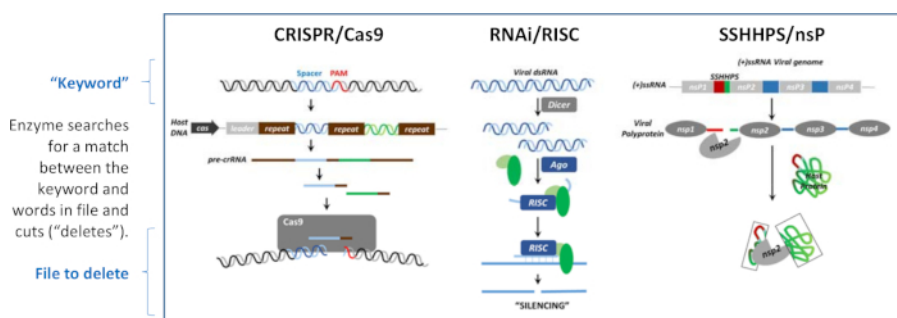 CRISPR/Cas9
RNAi/RISC
SSHHPS/nsP
"Keyword"
Enzyme searches
for a match
between the
keyword and
words in file and
cuts ("deletes").
File to delete
Spacer PAM
Host
DNA
cas
leader
repeat
repeat
repeat
pre-crRNA
Cas9
Viral dsRNA
Dicer
Ago
RISC
RISC
"SILENCING"
(+)ssRNA Viral genome
SSHHPS
(+)ssRNA
nsP1
nsP2
nsP3
nsP4
Viral
Polyprotein
nsp1
nsp2
nsp3
nsp4
nsp2
Host
Protein
nsp2